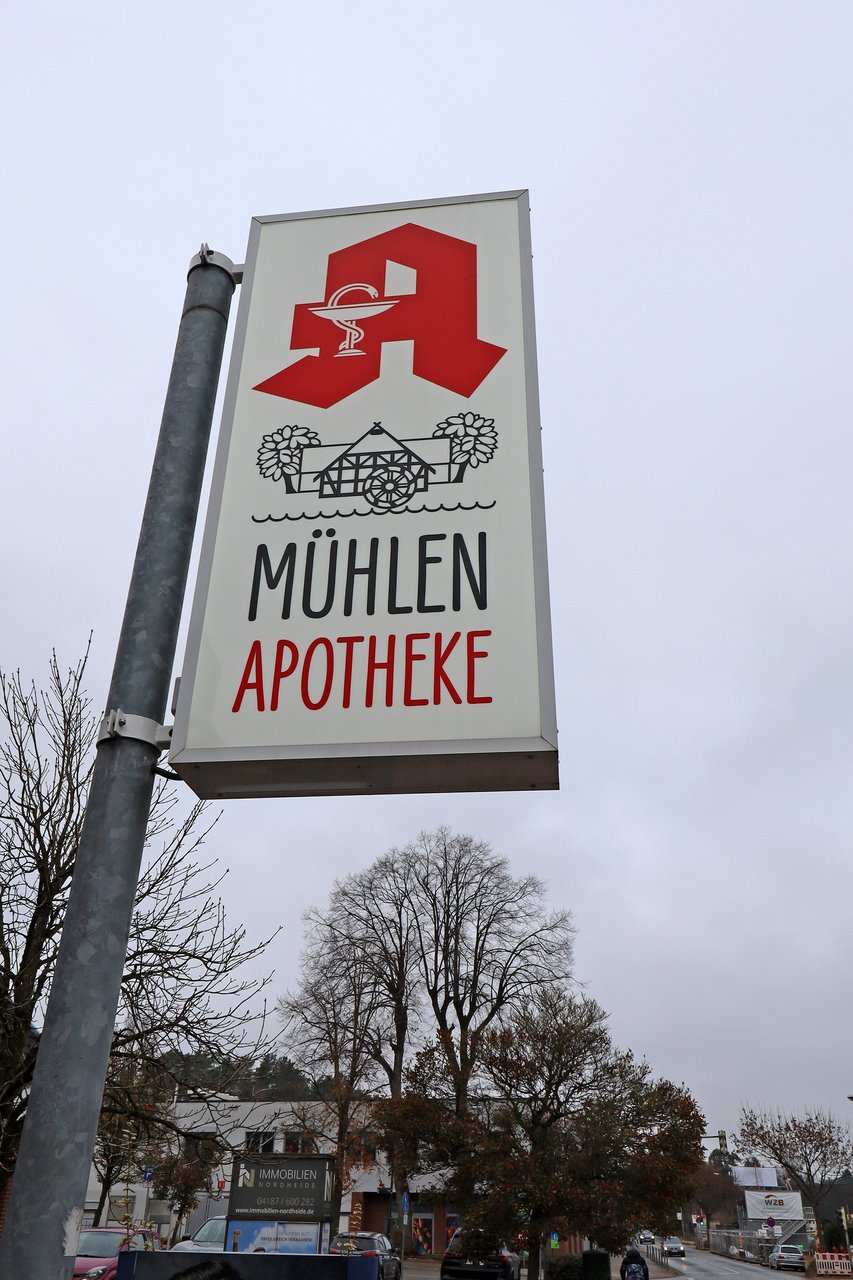 MÜHLEN
APOTHEKE
IMMOBILIEN
NORDHEIDE
04187 / 600 282
www.immobilien-nordheide.de
WZB